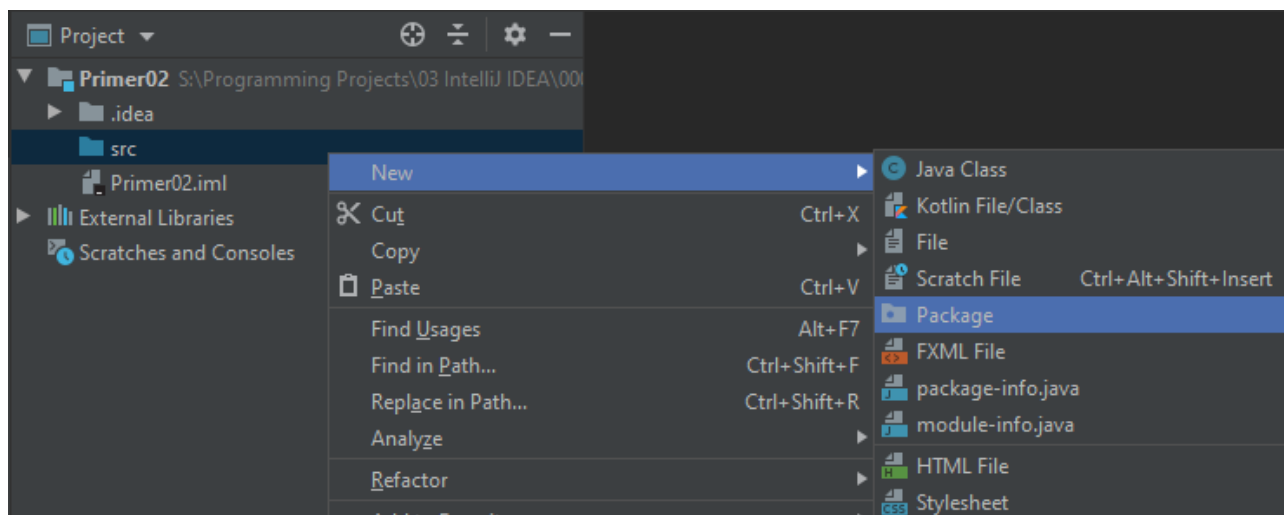 Project
Primer02 S:\Programming Projects\03 IntelliJ IDEA\00
.idea
src
Primer02.iml
External Libraries
Scratches and Consoles
New
Cut Ctrl+X
Copy
Paste Ctrl+V
Find Usages Alt+F7
Find in Path... Ctrl+Shift+F
Replace in Path... Ctrl+Shift+R
Analyze
Refactor
Java Class
Kotlin File/Class
File
Scratch File Ctrl+Alt+Shift+Insert
Package
FXML File
package-info.java
module-info.java
HTML File
Stylesheet